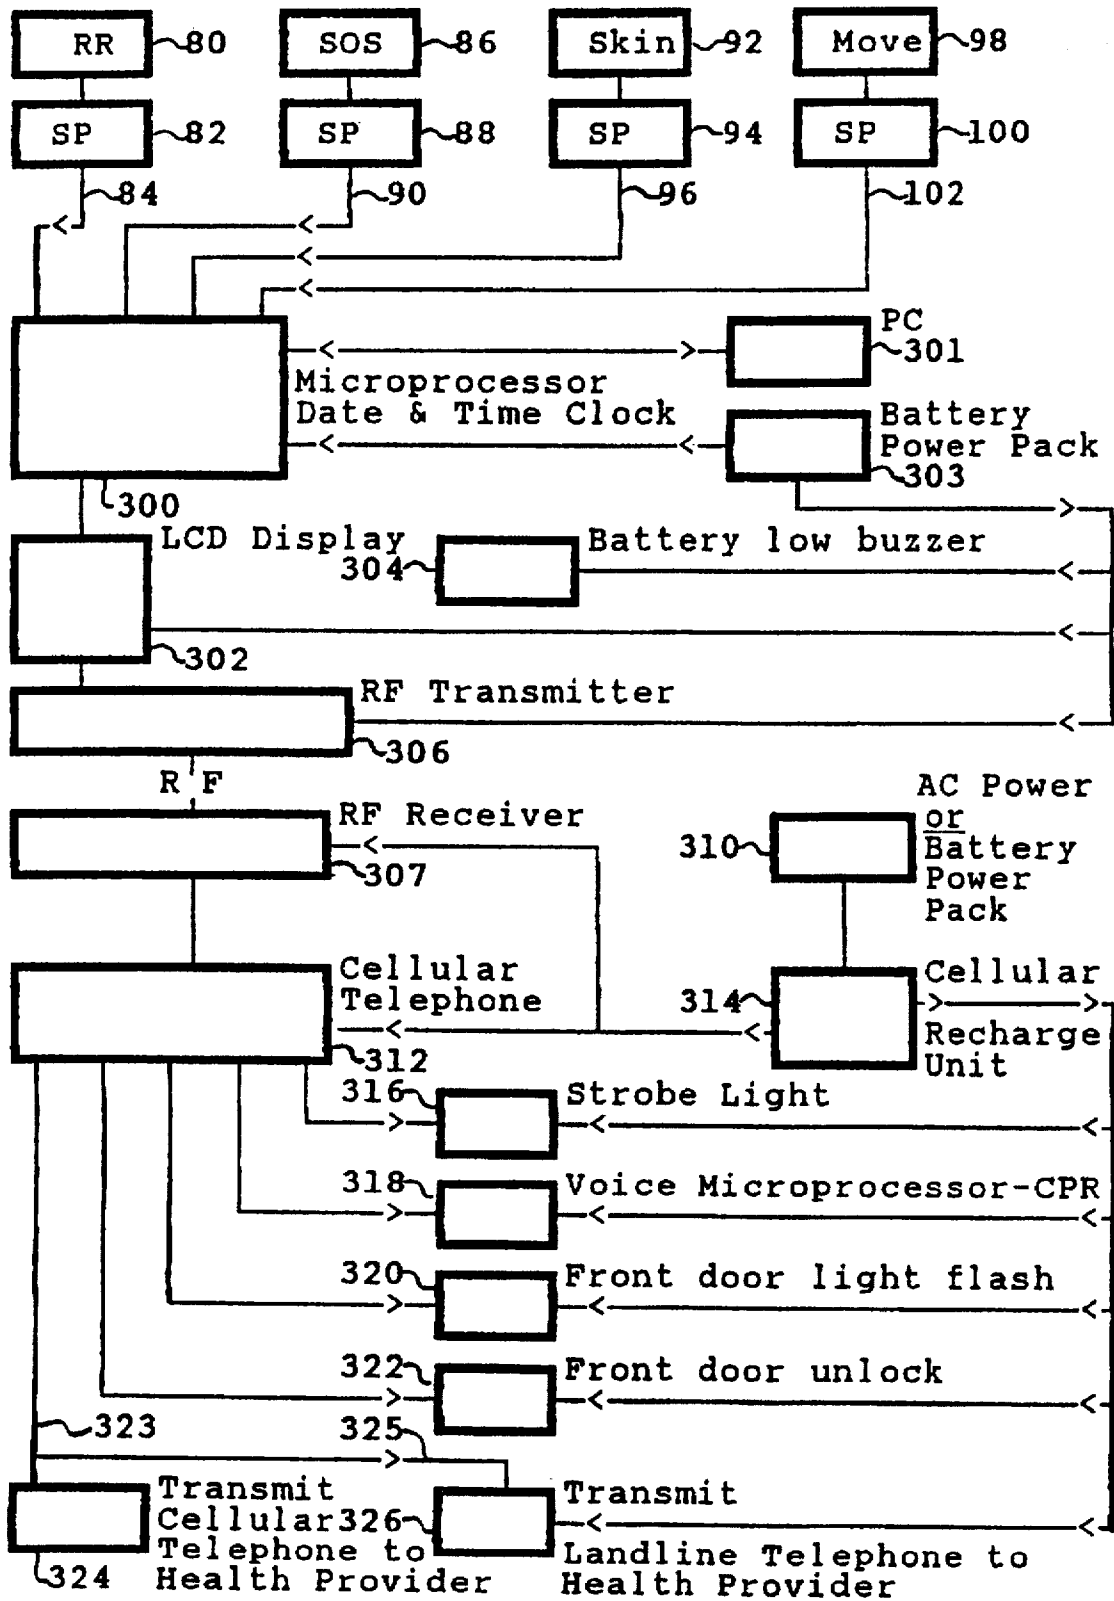 RR 80 SOS 86 Skin 92 Move 98
SP 82 SP 88 SP 94 SP 100
84 90 96 102
PC
301
Microprocessor
Date & Time Clock
300
Battery
Power Pack
303
LCD Display
302
304
Battery low buzzer
RF Transmitter
306
R F
RF Receiver
307
310
AC Power
or
Battery
Power
Pack
Cellular
Telephone
312
314
Cellular
Recharge
Unit
316
Strobe Light
318
Voice Microprocessor-CPR
320
Front door light flash
322
Front door unlock
323
325
Transmit
Cellular
Telephone to
Health Provider
324
326
Transmit
Landline Telephone to
Health Provider